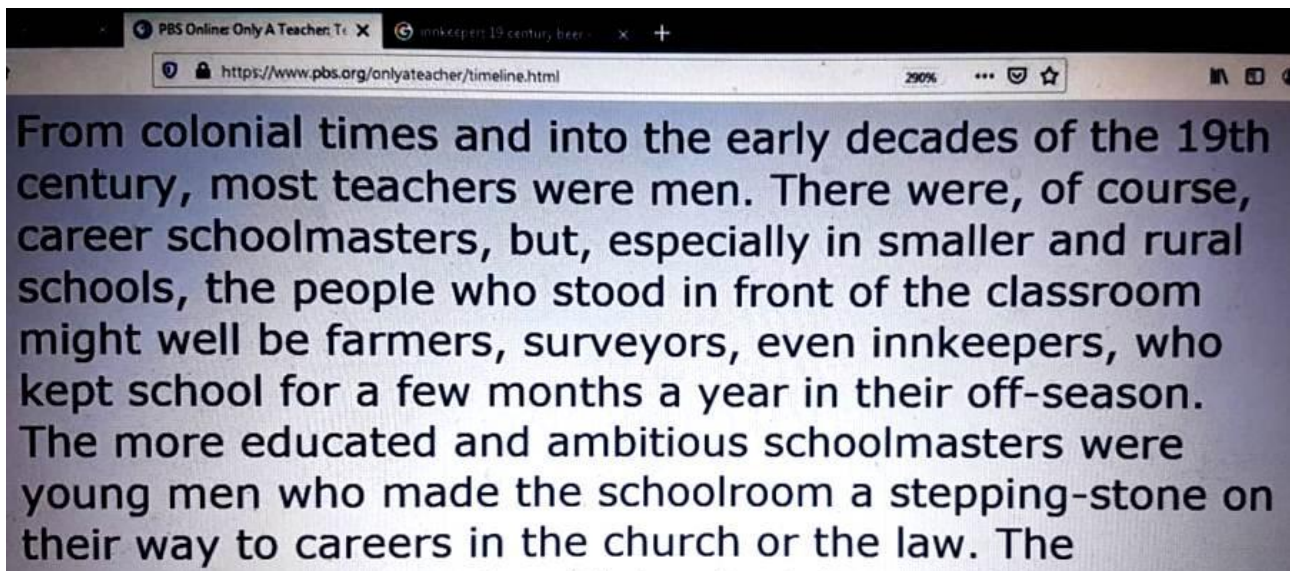 PBS Online: Only A Teacher: Te
innkeepers 19 century beer -
https://www.pbs.org/onlyateacher/timeline.html
290%
From colonial times and into the early decades of the 19th
century, most teachers were men. There were, of course,
career schoolmasters, but, especially in smaller and rural
schools, the people who stood in front of the classroom
might well be farmers, surveyors, even innkeepers, who
kept school for a few months a year in their off-season.
The more educated and ambitious schoolmasters were
young men who made the schoolroom a stepping-stone on
their way to careers in the church or the law. The